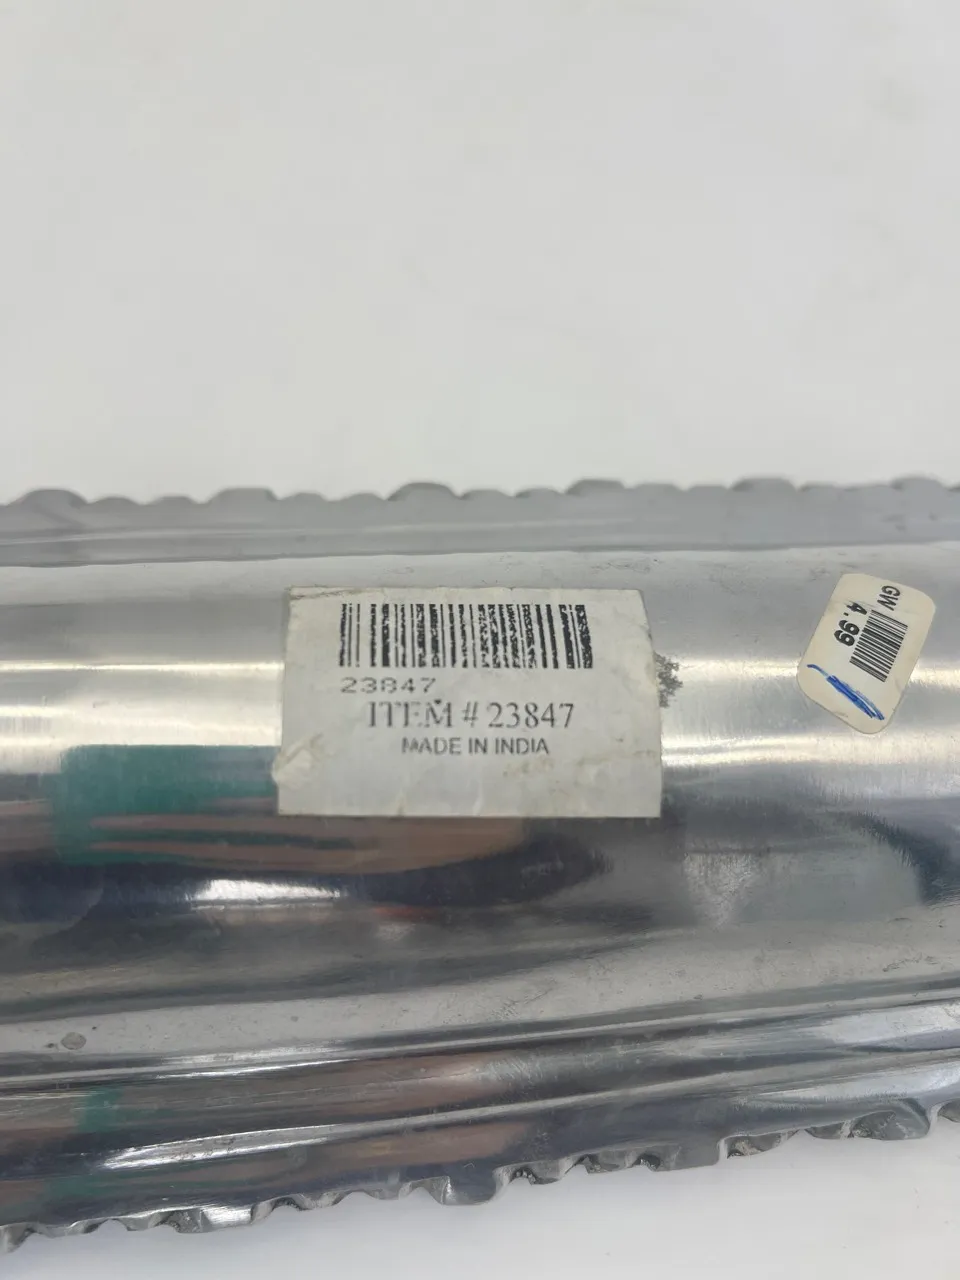 23847
ITEM # 23847
MADE IN INDIA
GW
4.99